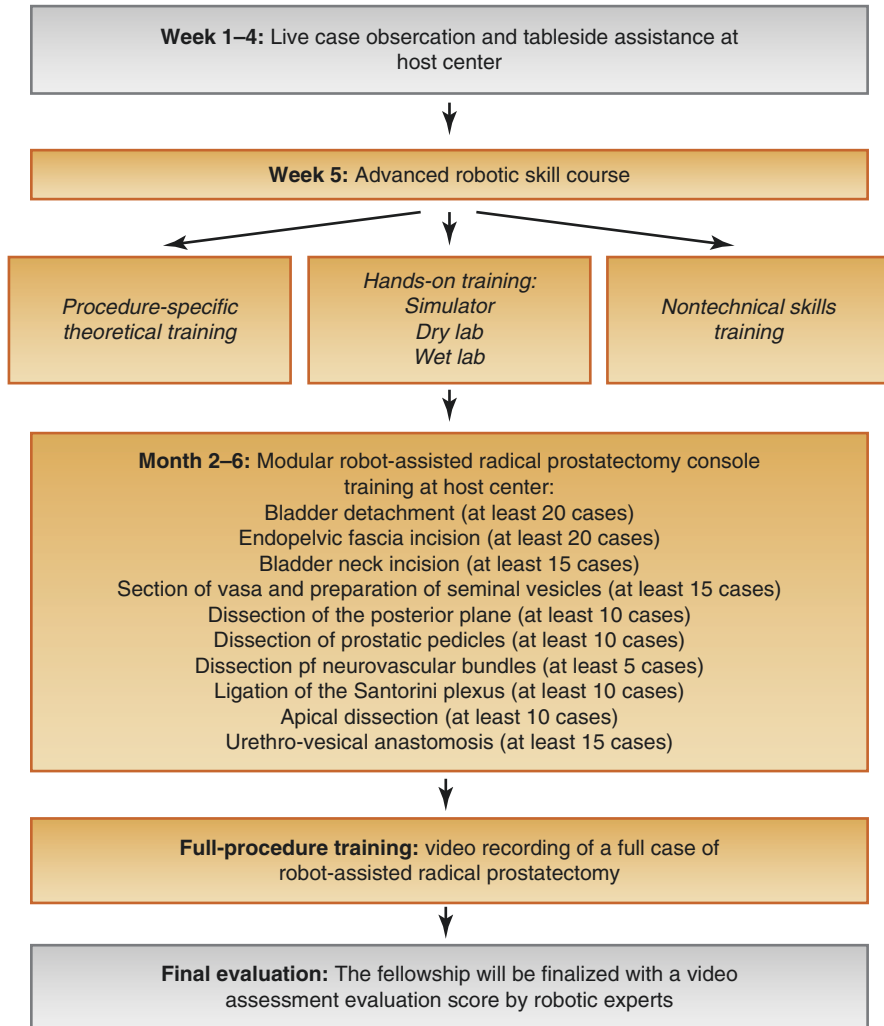 Week 1–4: Live case obsercation and tableside assistance at
host center
Week 5: Advanced robotic skill course
Procedure-specific
theoretical training
Hands-on training:
Simulator
Dry lab
Wet lab
Nontechnical skills
training
Month 2–6: Modular robot-assisted radical prostatectomy console
training at host center:
Bladder detachment (at least 20 cases)
Endopelvic fascia incision (at least 20 cases)
Bladder neck incision (at least 15 cases)
Section of vasa and preparation of seminal vesicles (at least 15 cases)
Dissection of the posterior plane (at least 10 cases)
Dissection of prostatic pedicles (at least 10 cases)
Dissection pf neurovascular bundles (at least 5 cases)
Ligation of the Santorini plexus (at least 10 cases)
Apical dissection (at least 10 cases)
Urethro-vesical anastomosis (at least 15 cases)
Full-procedure training: video recording of a full case of
robot-assisted radical prostatectomy
Final evaluation: The fellowship will be finalized with a video
assessment evaluation score by robotic experts